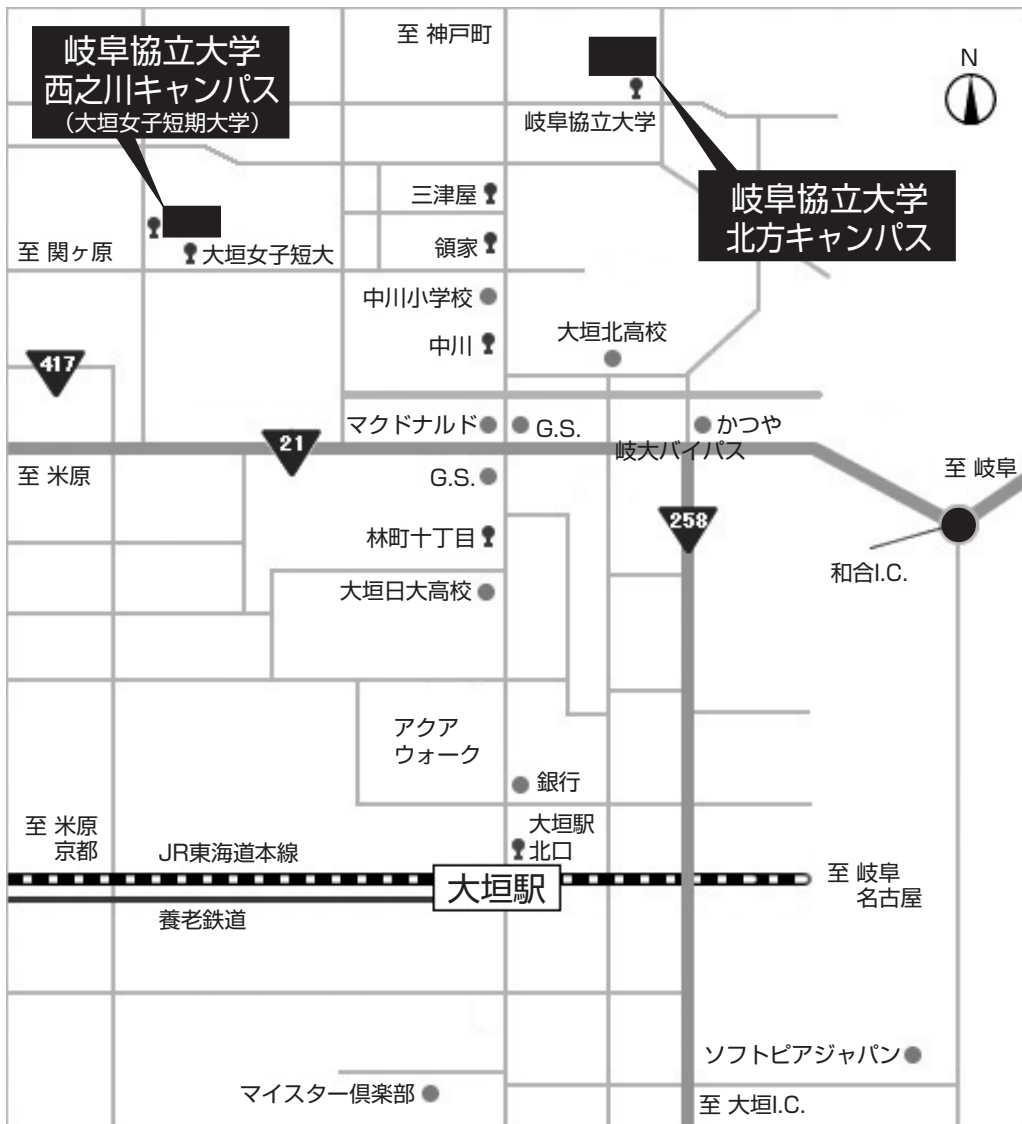 至 神戸町
岐阜協立大学
西之川キャンパス
(大垣女子短期大学)
N
岐阜協立大学
岐阜協立大学
北方キャンパス
三津屋
領家
至 関ヶ原
大垣女子短大
中川小学校
中川
大垣北高校
417
マクドナルド
G.S.
かつや
21
岐大バイパス
至 米原
G.S.
至 岐阜
258
林町十丁目
和合I.C.
大垣日大高校
アクア
ウォーク
銀行
至 米原
京都
JR東海道本線
大垣駅
北口
大垣駅
至 岐阜
名古屋
養老鉄道
ソフトピアジャパン
マイスター倶楽部
至 大垣I.C.